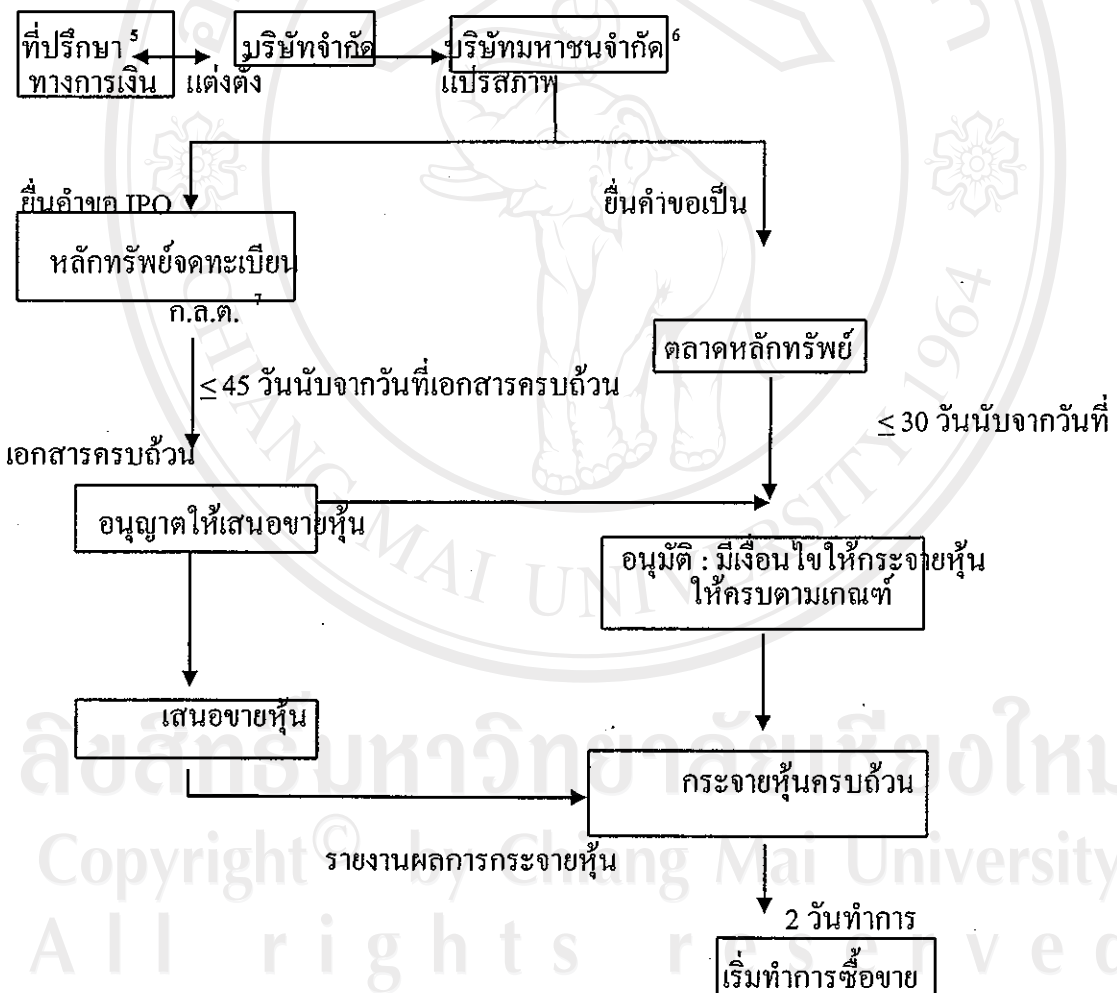 ที่ปรึกษา 5 บริษัทจำกัด บริษัทมหาชนจำกัด 6
ทางการเงิน แต่งตั้ง แปรสภาพ
ยื่นคำขอ IPO ยื่นคำขอเป็น
หลักทรัพย์จดทะเบียน
ก.ล.ต. 7
ตลาดหลักทรัพย์
≤ 45 วันนับจากวันที่เอกสารครบถ้วน
≤ 30 วันนับจากวันที่
เอกสารครบถ้วน
อนุญาตให้เสนอขายหุ้น
อนุมัติ : มีเงื่อนไขให้กระจายหุ้น
ให้ครบตามเกณฑ์
เสนอขายหุ้น
กระจายหุ้นครบถ้วน
รายงานผลการกระจายหุ้น
2 วันทำการ
เริ่มทำการซื้อขาย
CHIANG MAI UNIVERSITY 1964
ลิขสิทธิ์มหาวิทยาลัยเชียงใหม่
Copyright © by Chiang Mai University
All rights reserved